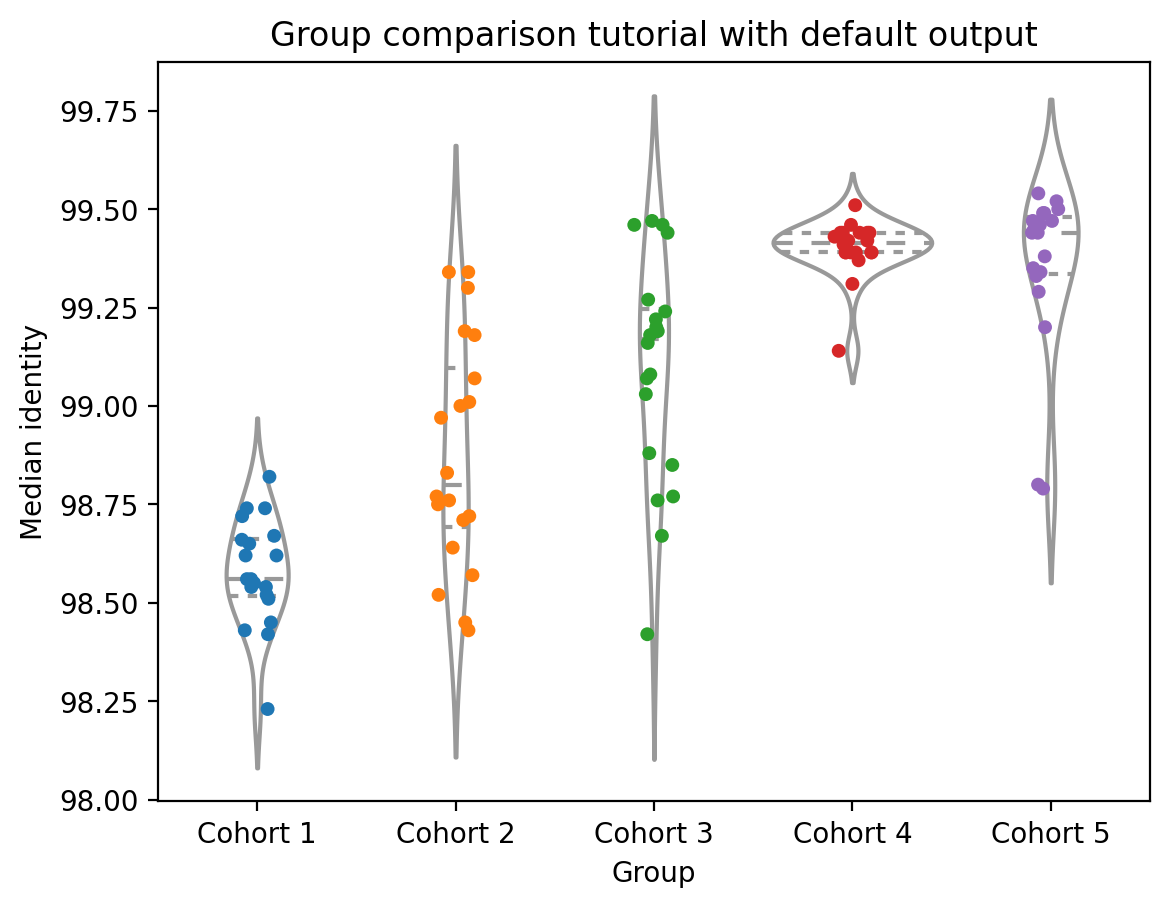 Group comparison tutorial with default output
Median identity
99.75
99.50
99.25
99.00
98.75
98.50
98.25
98.00
Cohort 1
Cohort 2
Cohort 3
Cohort 4
Cohort 5
Group